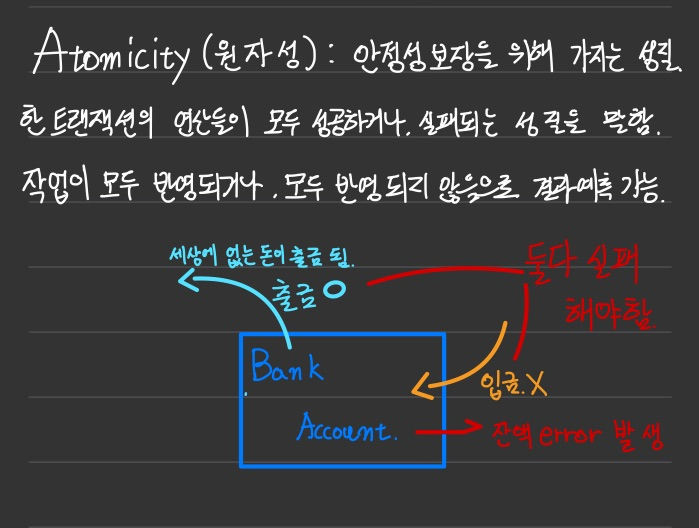 Atomicity (원자성) : 안정성보장을 위해 가지는 성질.
한 트랜잭션의 연산들이 모두 성공하거나, 실패되는 성질을 말함.
작업이 모두 반영되거나, 모두 반영되지 않음으로 결과예측 가능.
세상에 없는 돈이 출금 됨.
출금 O
둘다 실패
해야함.
Bank
입금.X
Account.
잔액 error 발생